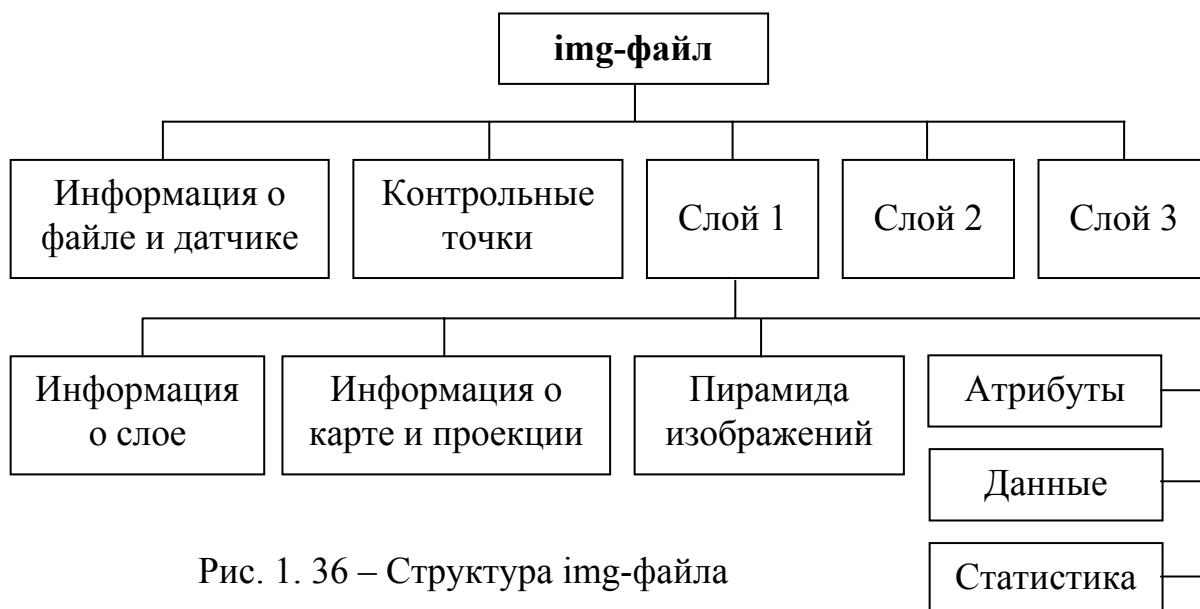 img-файл
Информация о
файле и датчике
Контрольные
точки
Слой 1
Слой 2
Слой 3
Информация
о слое
Информация о
карте и проекции
Пирамида
изображений
Атрибуты
Данные
Статистика
Рис. 1. 36 – Структура img-файла